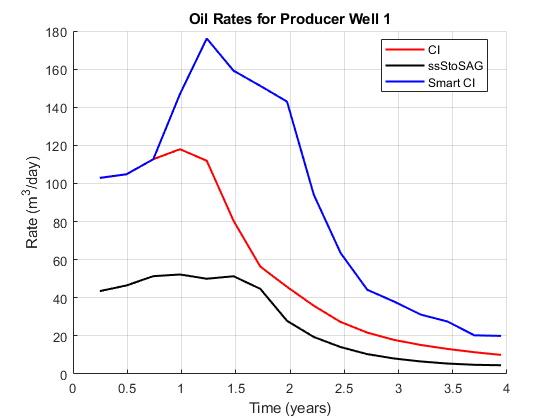 Oil Rates for Producer Well 1
CI
ssStoSAG
Smart CI
Rate (m³/day)
180
160
140
120
100
80
60
40
20
0
0 0.5 1 1.5 2 2.5 3 3.5 4
Time (years)